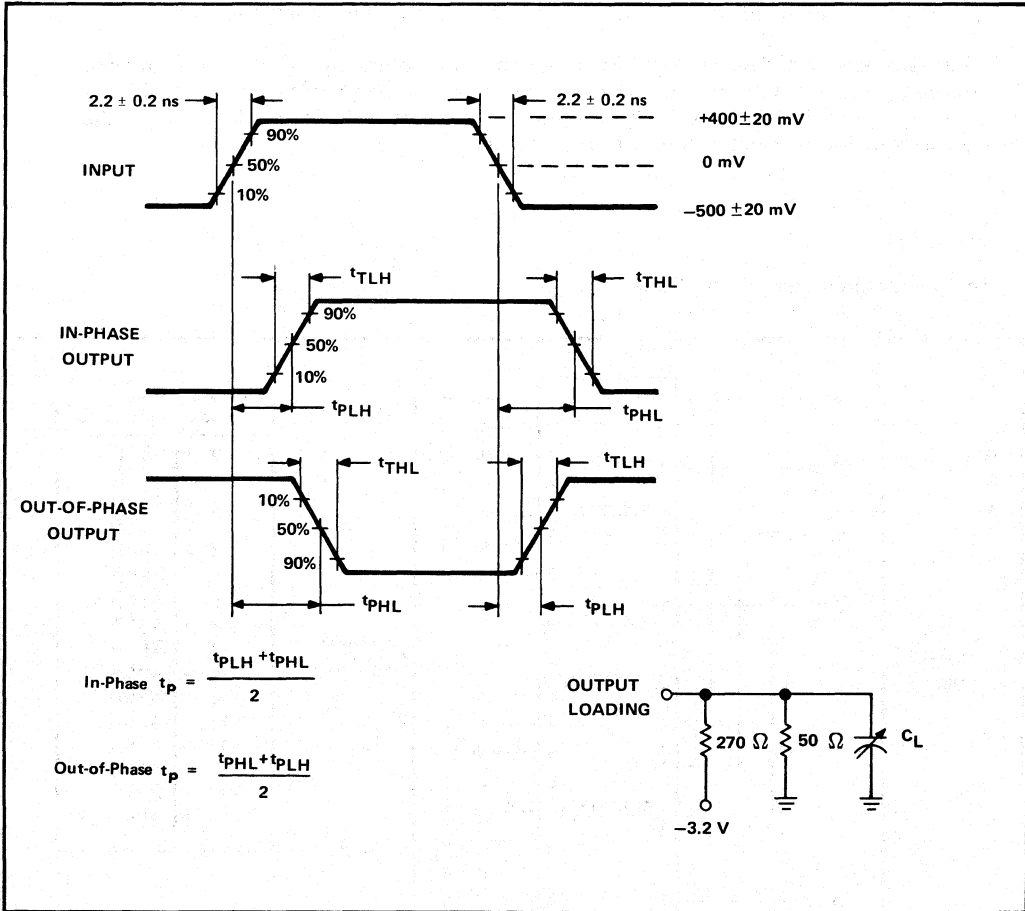 2.2 ± 0.2 ns
2.2 ± 0.2 ns
+400±20 mV
90%
INPUT
50%
0 mV
10%
−500 ±20 mV
tTLH
tTHL
90%
IN-PHASE
OUTPUT
50%
10%
tPLH
tPHL
tTHL
tTLH
OUT-OF-PHASE
OUTPUT
10%
50%
90%
tPHL
tPLH
In-Phase tp = tPLH +tPHL
2
Out-of-Phase tp = tPHL+tPLH
2
OUTPUT
LOADING
270 Ω
50 Ω
CL
−3.2 V